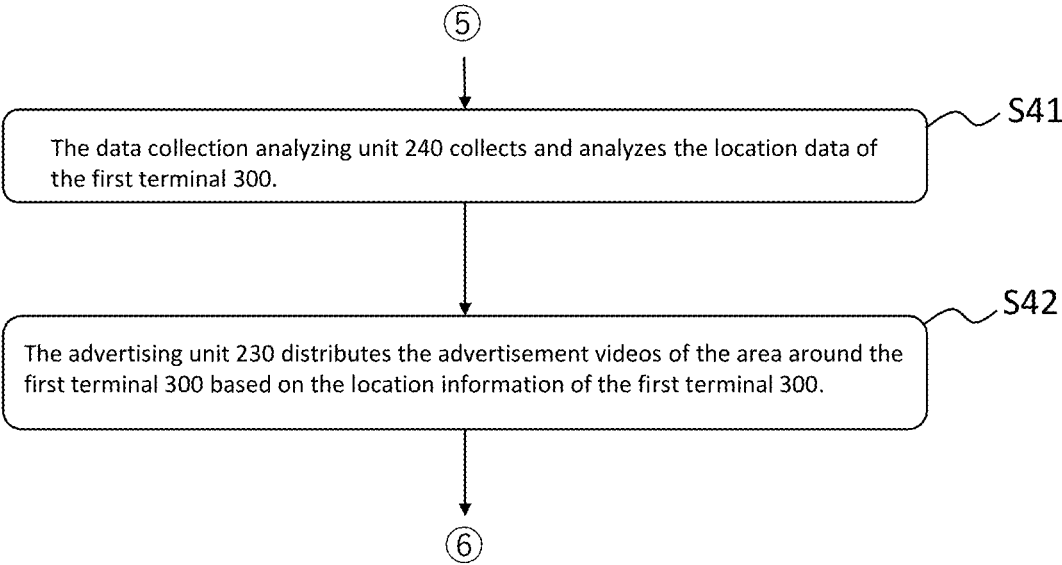 ⑤
S41
The data collection analyzing unit 240 collects and analyzes the location data of
the first terminal 300.
S42
The advertising unit 230 distributes the advertisement videos of the area around the
first terminal 300 based on the location information of the first terminal 300.
⑥